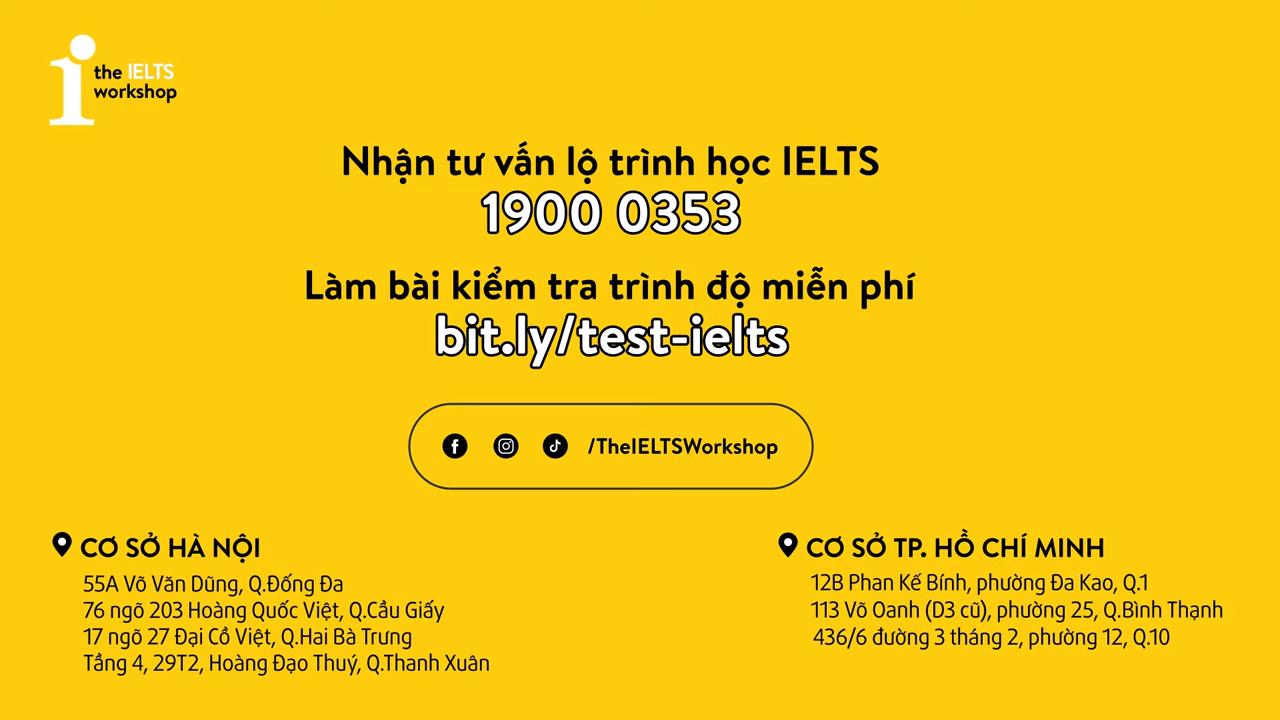 the IELTS
workshop
Nhận tư vấn lộ trình học IELTS
1900 0353
Làm bài kiểm tra trình độ miễn phí
bit.ly/test-ielts
/TheIELTSWorkshop
CƠ SỞ HÀ NỘI
55A Võ Văn Dũng, Q.Đống Đa
76 ngõ 203 Hoàng Quốc Việt, Q.Cầu Giấy
17 ngõ 27 Đại Cồ Việt, Q.Hai Bà Trưng
Tầng 4, 29T2, Hoàng Đạo Thuý, Q.Thanh Xuân
CƠ SỞ TP. HỒ CHÍ MINH
12B Phan Kế Bính, phường Đa Kao, Q.1
113 Võ Oanh (D3 cũ), phường 25, Q.Bình Thạnh
436/6 đường 3 tháng 2, phường 12, Q.10